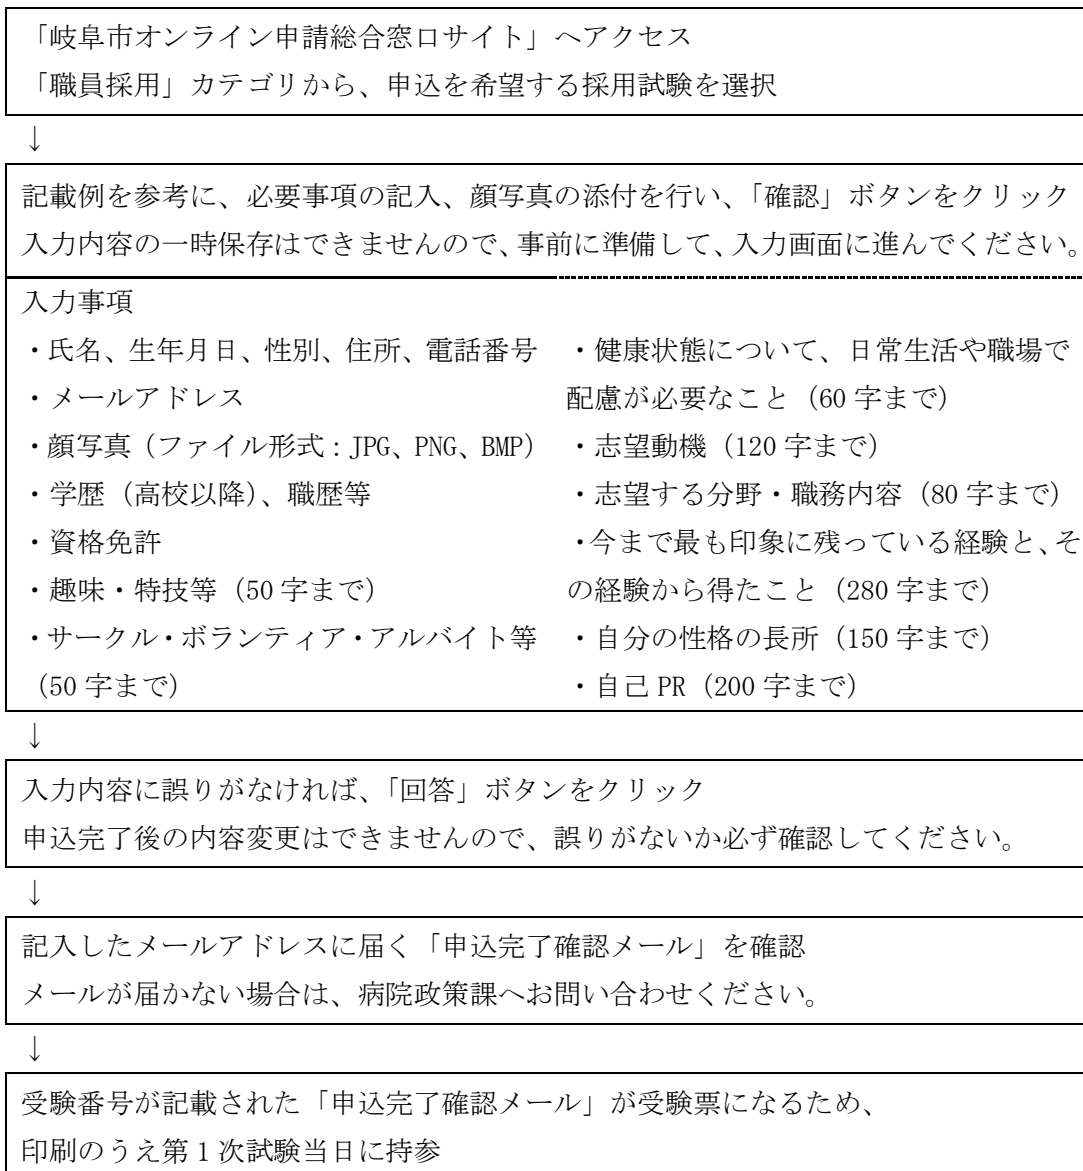 「岐阜市オンライン申請総合窓口サイト」へアクセス
「職員採用」カテゴリから、申込を希望する採用試験を選択
↓
記載例を参考に、必要事項の記入、顔写真の添付を行い、「確認」ボタンをクリック
入力内容の一時保存はできませんので、事前に準備して、入力画面に進んでください。
入力事項
・氏名、生年月日、性別、住所、電話番号
・メールアドレス
・顔写真（ファイル形式：JPG、PNG、BMP）
・学歴（高校以降）、職歴等
・資格免許
・趣味・特技等（50 字まで）
・サークル・ボランティア・アルバイト等
（50 字まで）
・健康状態について、日常生活や職場で
配慮が必要なこと（60 字まで）
・志望動機（120 字まで）
・志望する分野・職務内容（80 字まで）
・今まで最も印象に残っている経験と、そ
の経験から得たこと（280 字まで）
・自分の性格の長所（150 字まで）
・自己 PR（200 字まで）
↓
入力内容に誤りがなければ、「回答」ボタンをクリック
申込完了後の内容変更はできませんので、誤りがないか必ず確認してください。
↓
記入したメールアドレスに届く「申込完了確認メール」を確認
メールが届かない場合は、病院政策課へお問い合わせください。
↓
受験番号が記載された「申込完了確認メール」が受験票になるため、
印刷のうえ第 1 次試験当日に持参